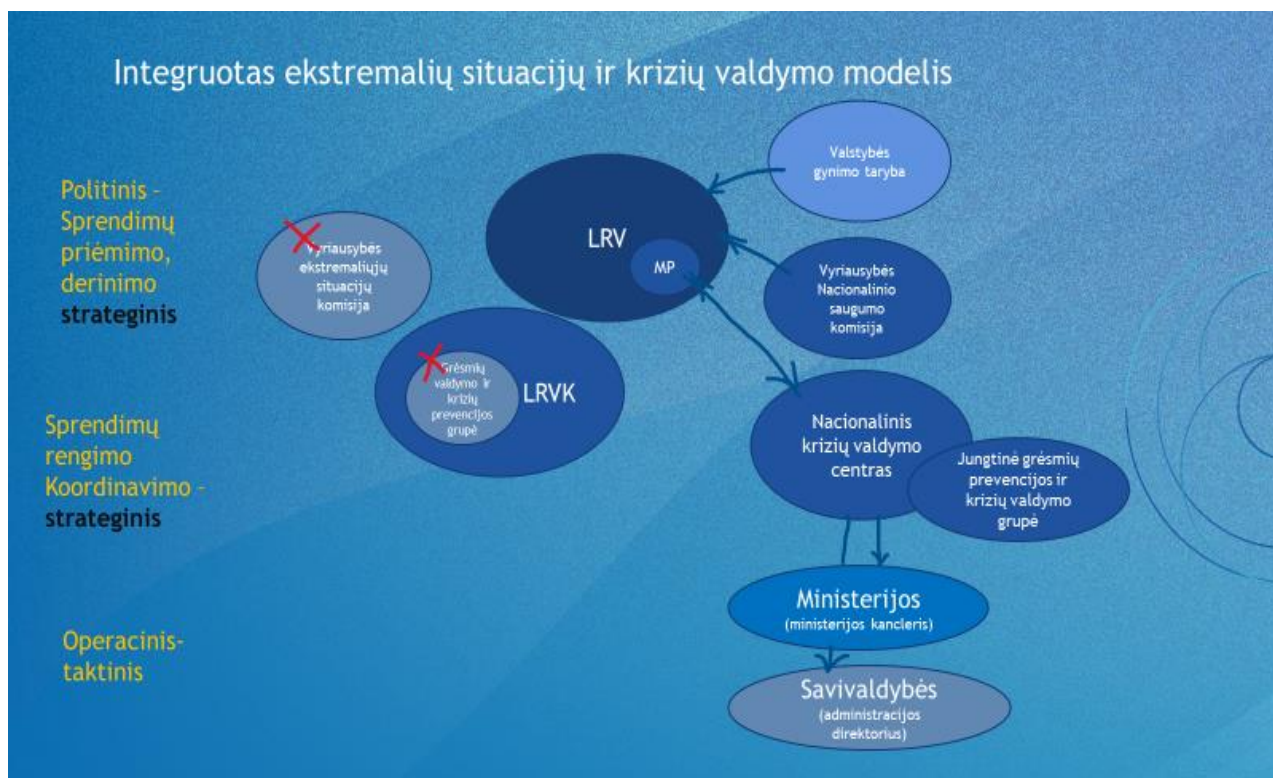 Integruotas ekstremalių situacijų ir krizių valdymo modelis
Politinis –
Sprendimų
priėmimo,
derinimo
strateginis
Vyriausybės
ekstremaliųjų
situacijų
komisija
LRV
MP
Valstybės
gynimo taryba
Vyriausybės
Nacionalinio
saugumo
komisija
Grėsmių
valdymo ir
krizių
prevencijos
grupė
LRVK
Sprendimų
rengimo
Koordinavimo –
strateginis
Nacionalinis
krizių valdymo
centras
Jungtinė grėsmių
prevencijos ir
krizių valdymo
grupė
Operacinis-
taktinis
Ministerijos
(ministerijos kancleris)
Savivaldybės
(administracijos
direktorius)